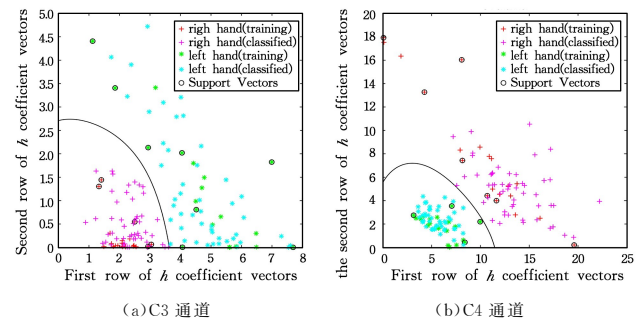 righ hand(training)
righ hand(classified)
left hand(training)
left hand(classified)
Support Vectors
Second row of h coefficient vectors
5.0
4.5
4.0
3.5
3.0
2.5
2.0
1.5
1.0
0.5
0
0 1 2 3 4 5 6 7 8
First row of h coefficient vectors
(a)C3 通道
righ hand(training)
righ hand(classified)
left hand(training)
left hand(classified)
Support Vectors
the second row of h coefficient vectors
20
18
16
14
12
10
8
6
4
2
0
0 5 10 15 20 25
First row of h coefficient vectors
(b)C4 通道